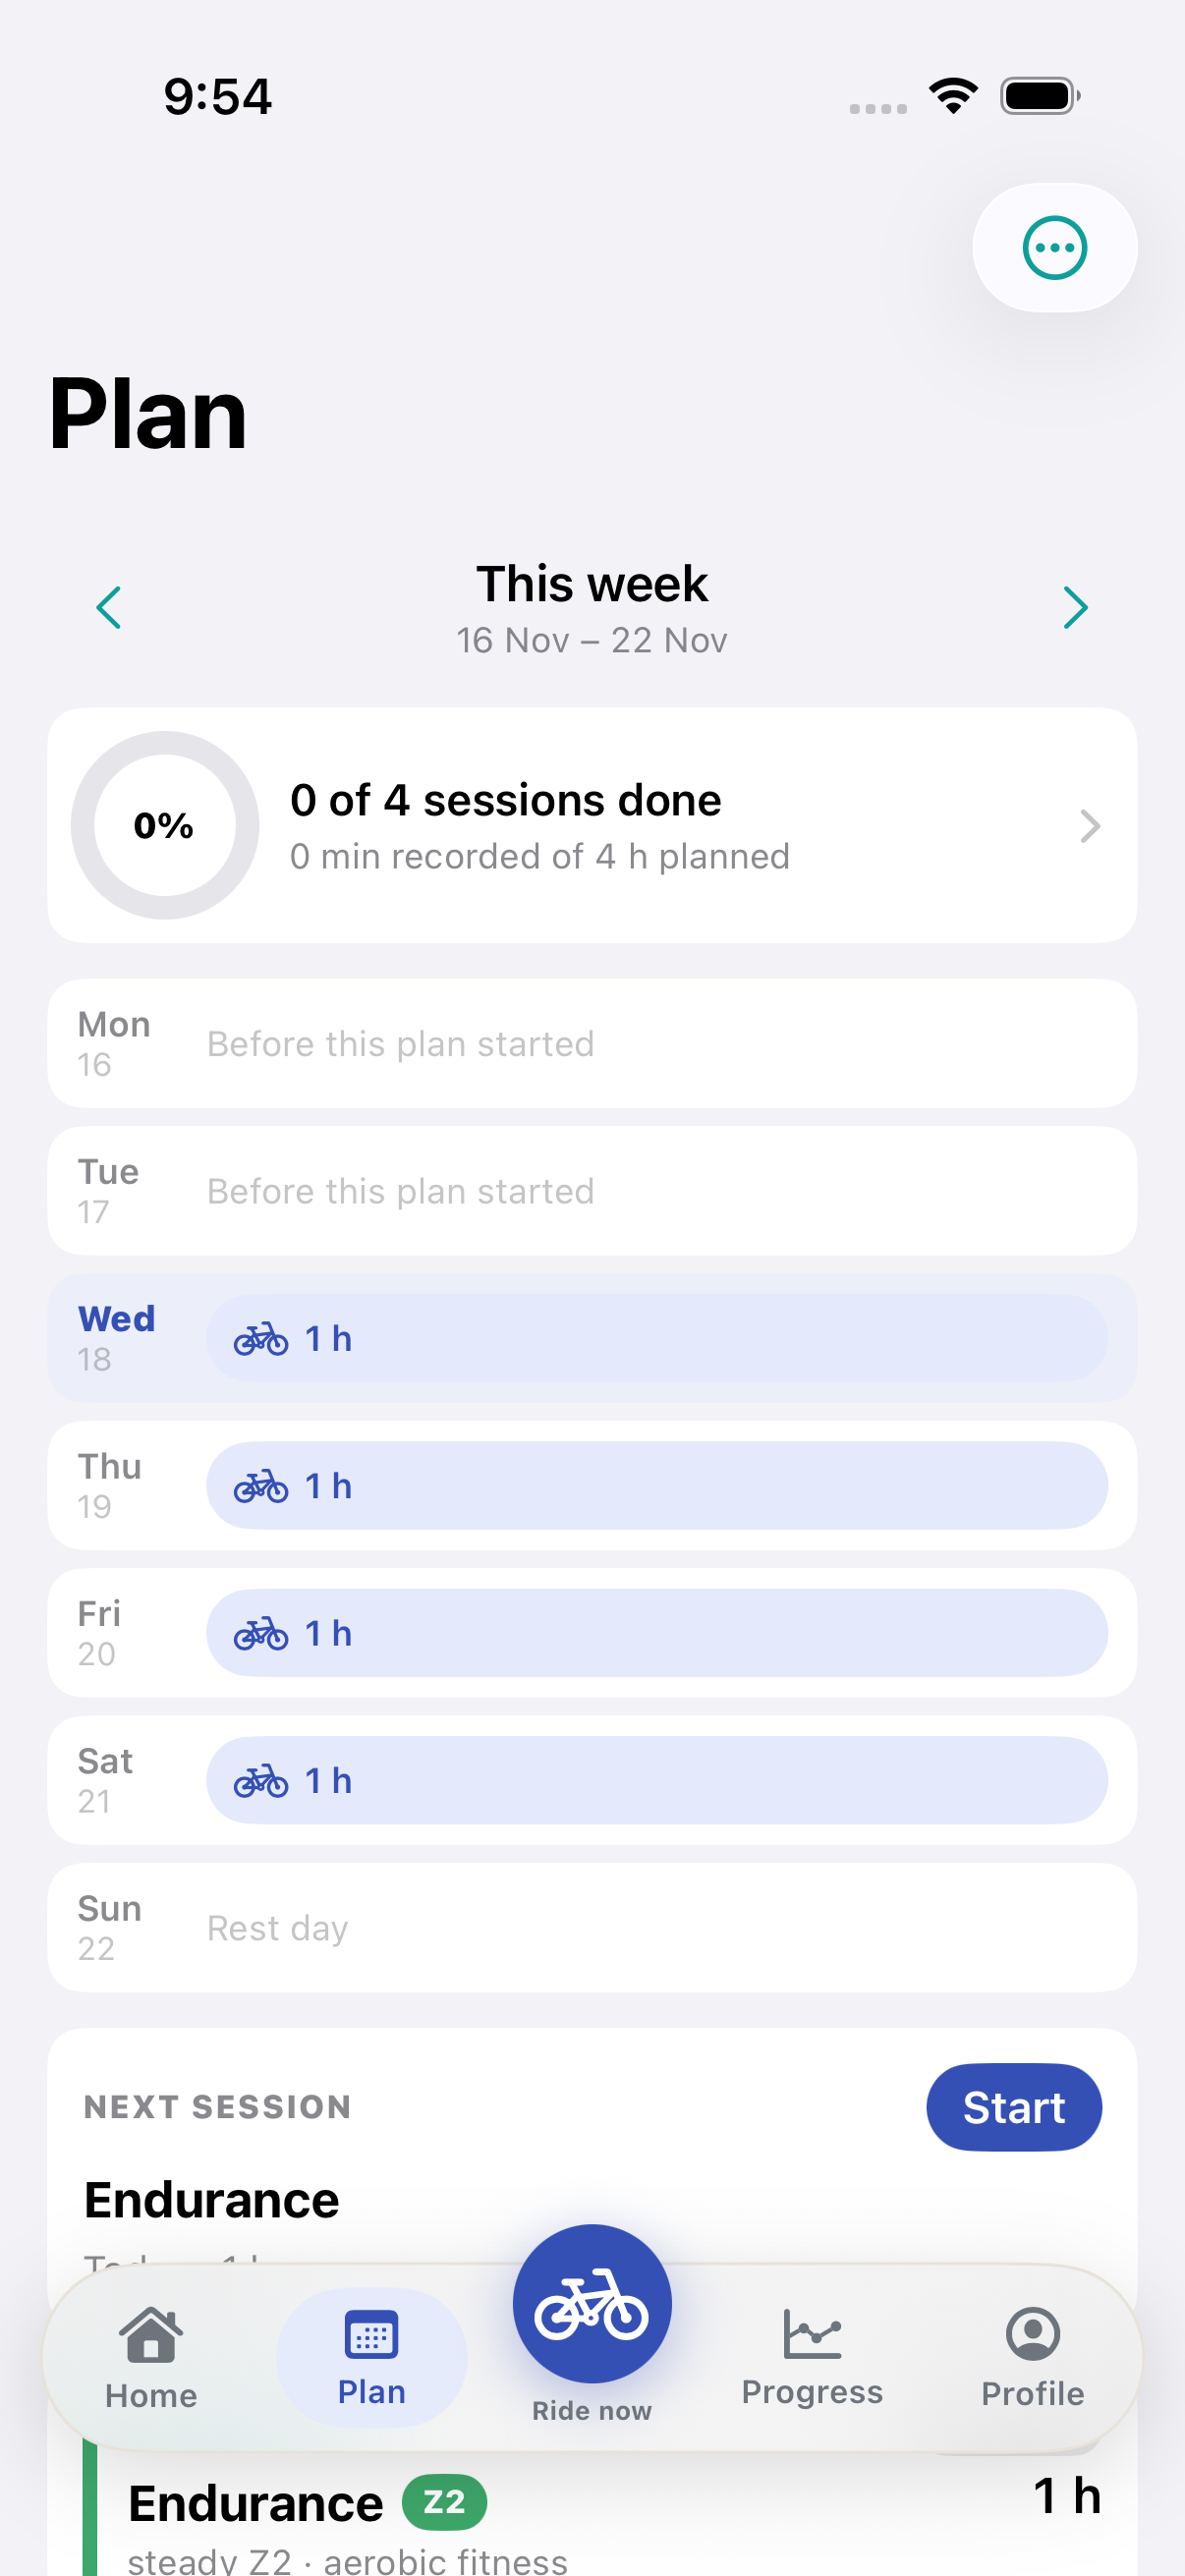 9:54
Plan
This week
16 Nov – 22 Nov
0%
0 of 4 sessions done
0 min recorded of 4 h planned
Mon
16
Before this plan started
Tue
17
Before this plan started
Wed
18
1 h
Thu
19
1 h
Fri
20
1 h
Sat
21
1 h
Sun
22
Rest day
NEXT SESSION
Start
Endurance
Home
Plan
Ride now
Progress
Profile
Endurance
Z2
1 h
steady Z2 · aerobic fitness